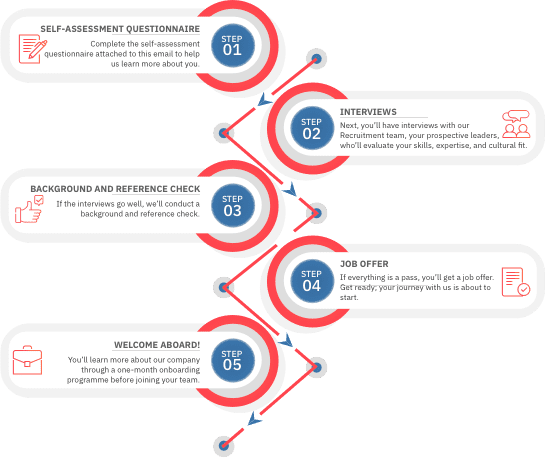 SELF-ASSESSMENT QUESTIONNAIRE
Complete the self-assessment
questionnaire attached to this email to help
us learn more about you.
STEP
01
INTERVIEWS
Next, you'll have interviews with our
Recruitment team, your prospective leaders,
who'll evaluate your skills, expertise, and cultural fit.
STEP
02
BACKGROUND AND REFERENCE CHECK
If the interviews go well, we'll conduct a
background and reference check.
STEP
03
JOB OFFER
If everything is a pass, you'll get a job offer.
Get ready; your journey with us is about to
start.
STEP
04
WELCOME ABOARD!
You'll learn more about our company
through a one-month onboarding
programme before joining your team.
STEP
05